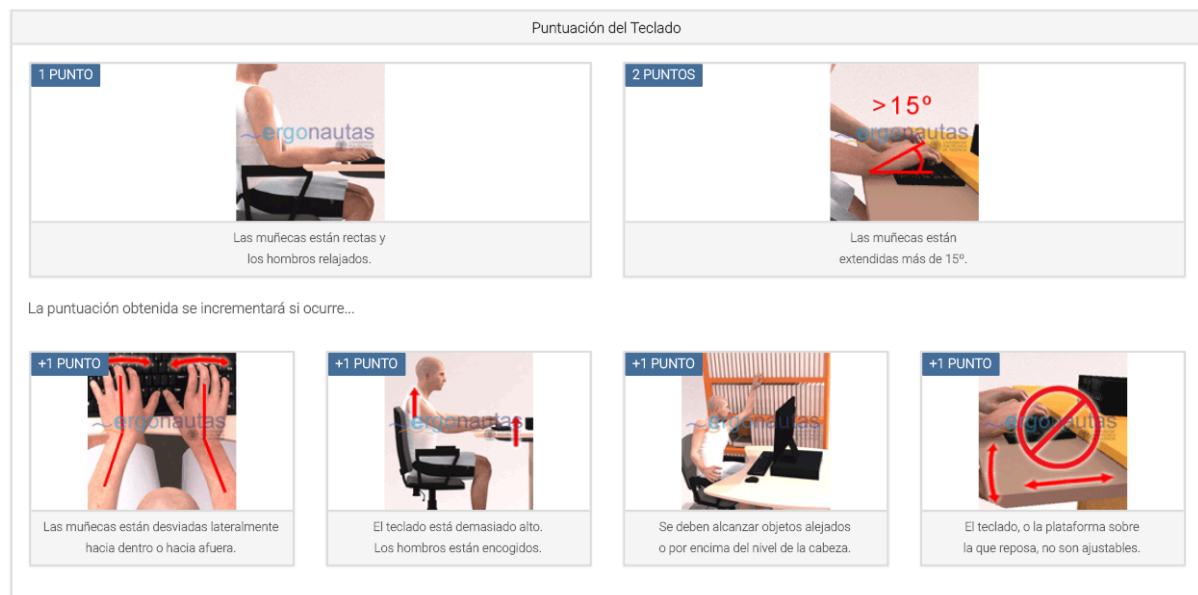 Puntuación del Teclado
1 PUNTO
ergonautas
Las muñecas están rectas y
los hombros relajados.
2 PUNTOS
>15º
ergonautas
Las muñecas están
extendidas más de 15º.
La puntuación obtenida se incrementará si ocurre...
+1 PUNTO
ergonautas
Las muñecas están desviadas lateralmente
hacia dentro o hacia afuera.
+1 PUNTO
ergonautas
El teclado está demasiado alto.
Los hombros están encogidos.
+1 PUNTO
ergonautas
Se deben alcanzar objetos alejados
o por encima del nivel de la cabeza.
+1 PUNTO
ergonautas
El teclado, o la plataforma sobre
la que reposa, no son ajustables.